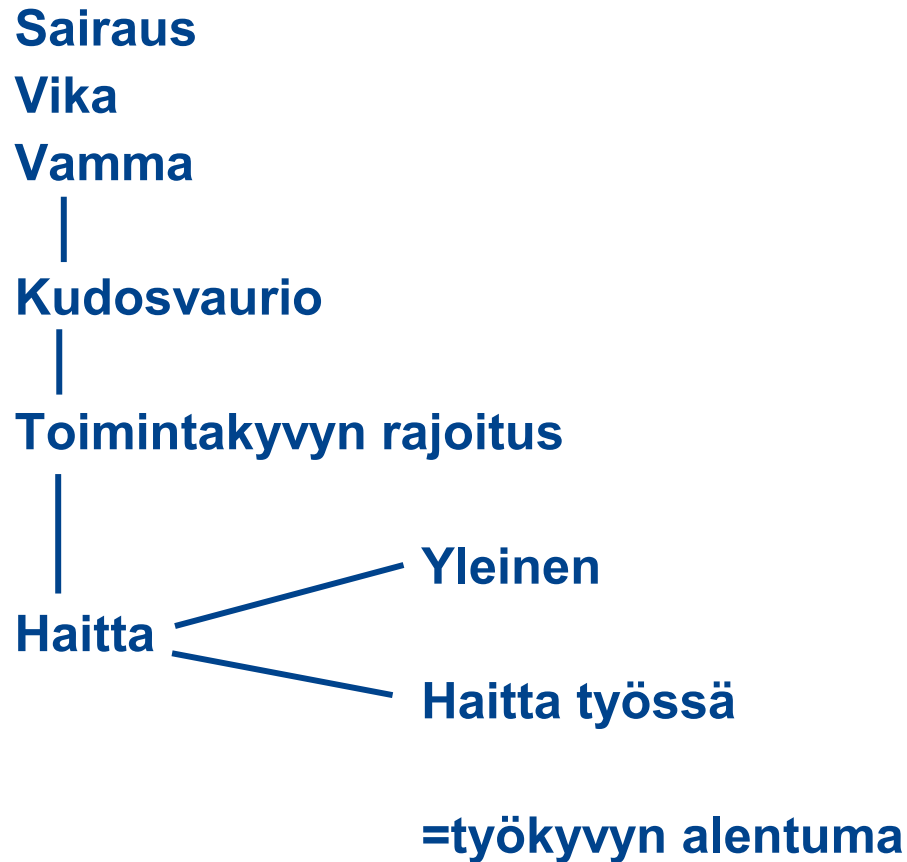 Sairaus
Vika
Vamma
Kudosvaurio
Toimintakyvyn rajoitus
Yleinen
Haitta
Haitta työssä
=työkyvyn alentuma